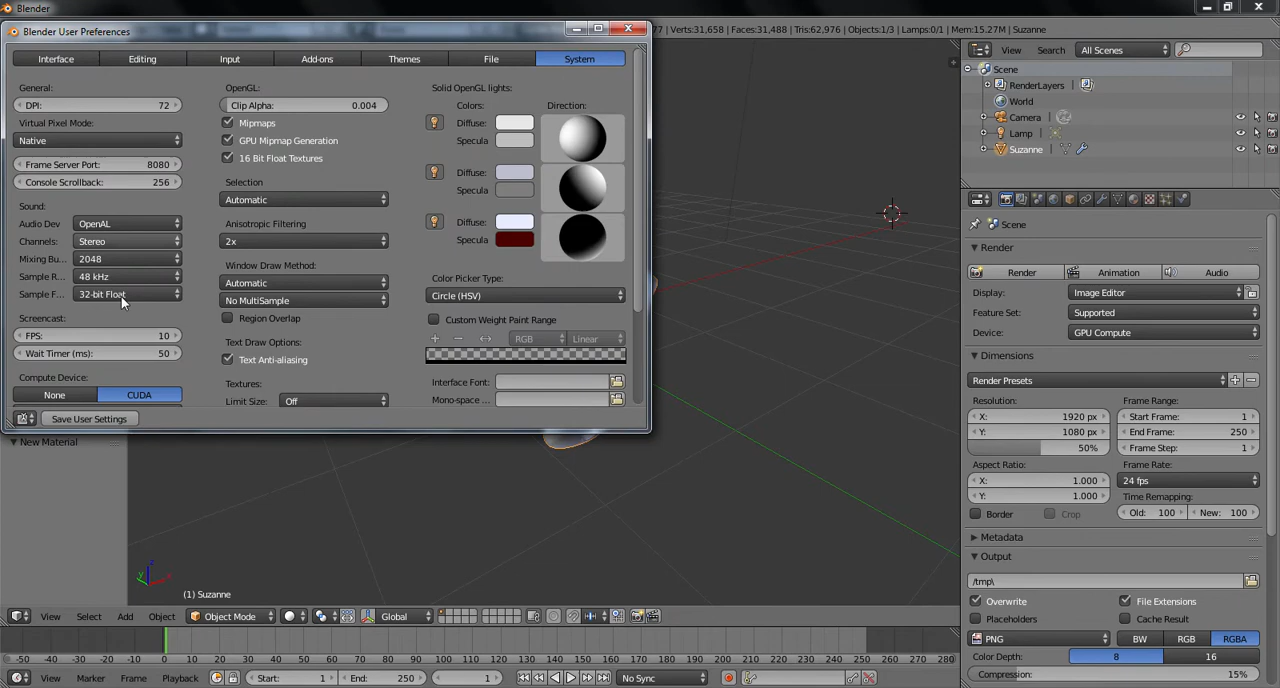 Blender
Blender User Preferences
77 | Verts:31,658 | Faces:31,488 | Tris:62,976 | Objects:1/3 | Lamps:0/1 | Mem:15.27M | Suzanne
Interface
Editing
Input
Add-ons
Themes
File
System
General:
DPI: 72
Virtual Pixel Mode:
Native
Frame Server Port: 8080
Console Scrollback: 256
Sound:
Audio Dev OpenAL
Channels: Stereo
Mixing Bu... 2048
Sample R... 48 kHz
Sample F... 32-bit Float
Screencast:
FPS: 10
Wait Timer (ms): 50
Compute Device:
None CUDA
OpenGL:
Clip Alpha: 0.004
Mipmaps
GPU Mipmap Generation
16 Bit Float Textures
Selection
Automatic
Anisotropic Filtering
2x
Window Draw Method:
Automatic
No MultiSample
Region Overlap
Text Draw Options:
Text Anti-aliasing
Textures:
Limit Size: Off
Solid OpenGL lights:
Colors: Direction:
Diffuse:
Specula
Diffuse:
Specula
Diffuse:
Specula
Color Picker Type:
Circle (HSV)
Custom Weight Paint Range
RGB Linear
Interface Font:
Mono-space ...
Save User Settings
New Material
(1) Suzanne
View Select Add Object Object Mode Global
-50 -40 -30 -20 -10 0 10 20 30 40 50 60 70 80 90 100 110 120 130 140 150 160 170 180 190 200 210 220 230 240 250 260 270 280
View Marker Frame Playback Start: 1 End: 250 1 No Sync
View Search All Scenes
Scene
RenderLayers
World
Camera
Lamp
Suzanne
Scene
Render
Render Animation Audio
Display: Image Editor
Feature Set: Supported
Device: GPU Compute
Dimensions
Render Presets
Resolution: Frame Range:
X: 1920 px Start Frame: 1
Y: 1080 px End Frame: 250
50% Frame Step: 1
Aspect Ratio: Frame Rate:
X: 1.000 24 fps
Y: 1.000 Time Remapping:
Border Crop Old: 100 New: 100
Metadata
Output
/tmp\
Overwrite File Extensions
Placeholders Cache Result
PNG BW RGB RGBA
Color Depth: 8 16
Compression: 15%